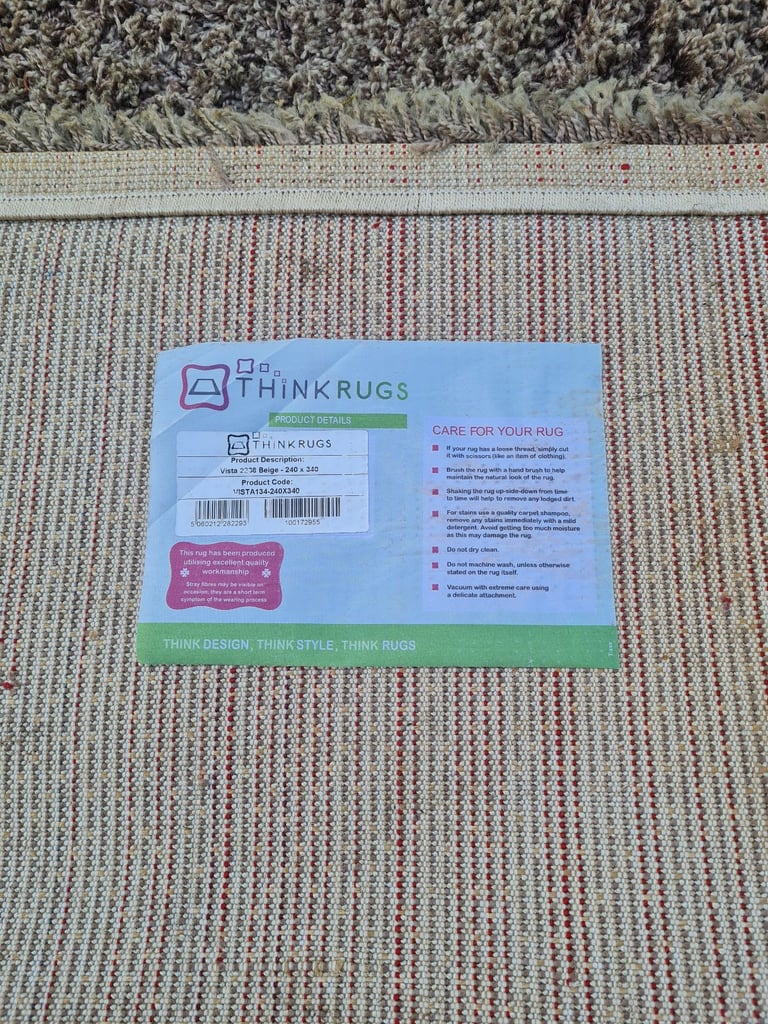 THiNKRUGS
PRODUCT DETAILS
THiNKRUGS
Product Description:
Vista 2236 Beige - 240 x 340
Product Code:
VISTA134-240X340
5 060212 282293
100172955
This rug has been produced
utilising excellent quality
workmanship
Stray fibres may be visible on
occasion, they are a short term
symptom of the wearing process
CARE FOR YOUR RUG
If your rug has a loose thread, simply cut
it with scissors (like an item of clothing).
Brush the rug with a hand brush to help
maintain the natural look of the rug.
Shaking the rug up-side-down from time
to time will help to remove any lodged dirt.
For stains use a quality carpet shampoo,
remove any stains immediately with a mild
detergent. Avoid getting too much moisture
as this may damage the rug.
Do not dry clean.
Do not machine wash, unless otherwise
stated on the rug itself.
Vacuum with extreme care using
a delicate attachment.
THINK DESIGN, THINK STYLE, THINK RUGS